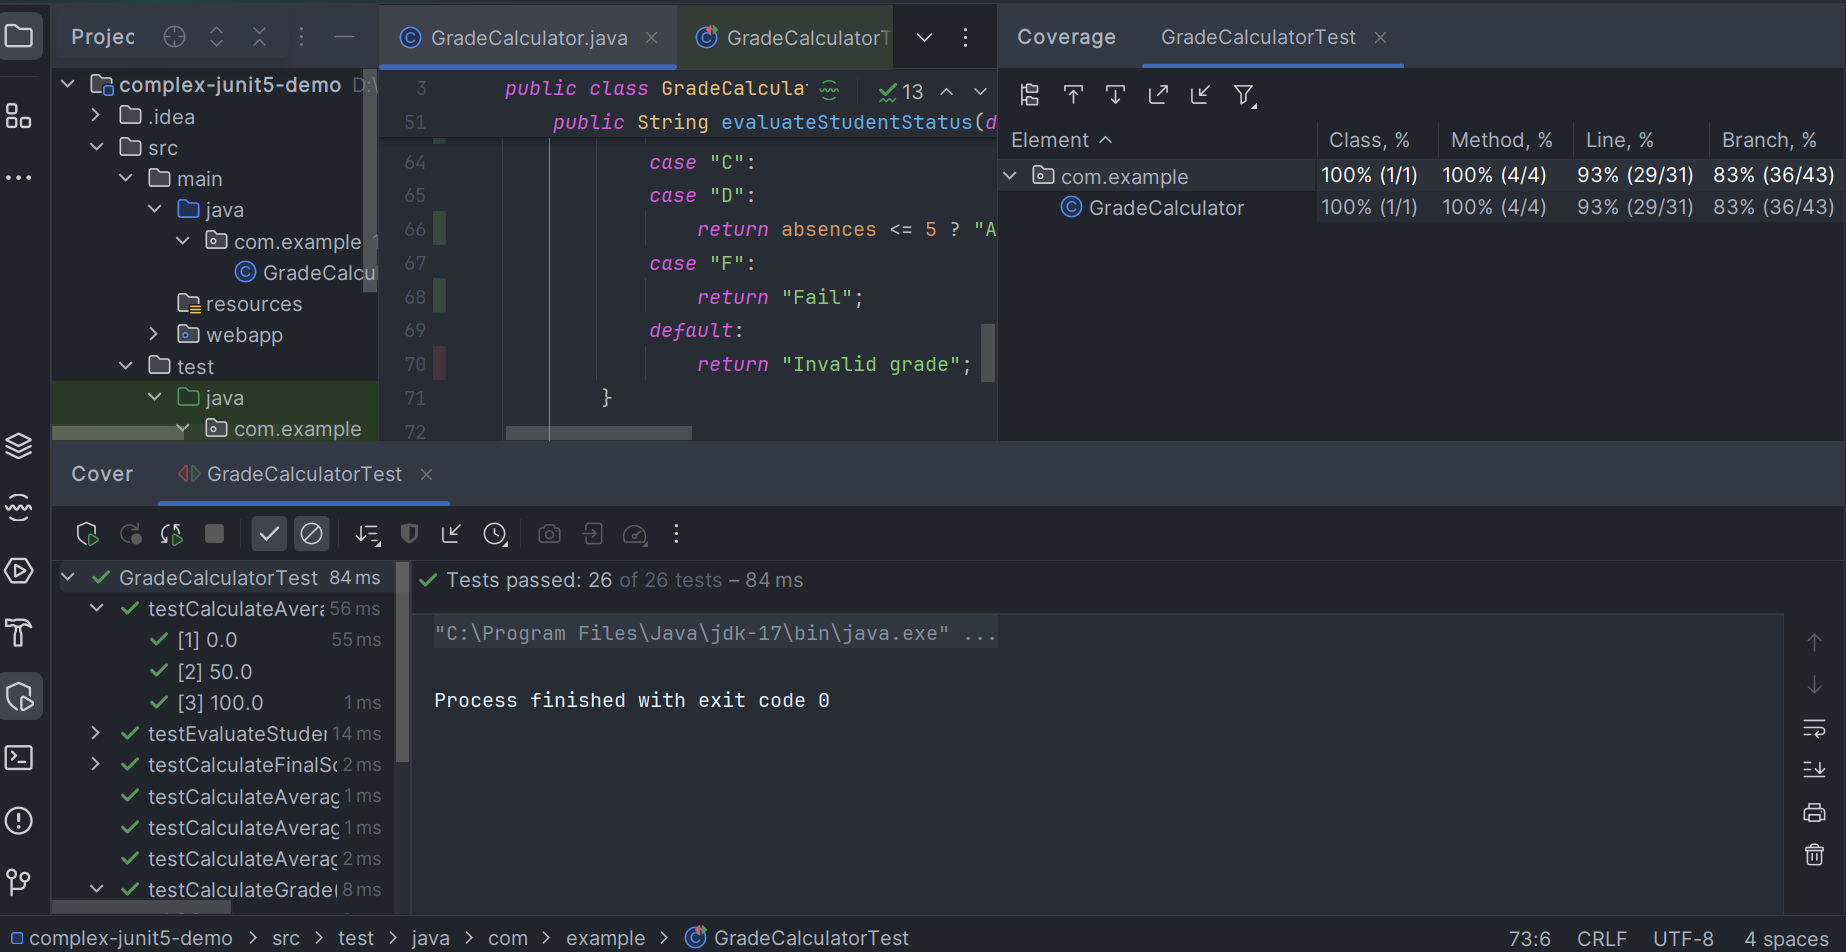 Projec
complex-junit5-demo D:\
.idea
src
main
java
com.example
GradeCalcu
resources
webapp
test
java
com.example
GradeCalculator.java
GradeCalculatorT
3 public class GradeCalcula
13
51 public String evaluateStudentStatus(d
64 case "C":
65 case "D":
66 return absences <= 5 ? "A
67 case "F":
68 return "Fail";
69 default:
70 return "Invalid grade";
71 }
72
Coverage GradeCalculatorTest
Element Class, % Method, % Line, % Branch, %
com.example 100% (1/1) 100% (4/4) 93% (29/31) 83% (36/43)
GradeCalculator 100% (1/1) 100% (4/4) 93% (29/31) 83% (36/43)
Cover GradeCalculatorTest
GradeCalculatorTest 84 ms
testCalculateAvera 56 ms
[1] 0.0 55 ms
[2] 50.0
[3] 100.0 1 ms
testEvaluateStuder 14 ms
testCalculateFinalSc 2 ms
testCalculateAverag 1 ms
testCalculateAverag 1 ms
testCalculateAverag 2 ms
testCalculateGrade( 8 ms
Tests passed: 26 of 26 tests – 84 ms
"C:\Program Files\Java\jdk-17\bin\java.exe" ...
Process finished with exit code 0
complex-junit5-demo > src > test > java > com > example > GradeCalculatorTest
73:6 CRLF UTF-8 4 spaces